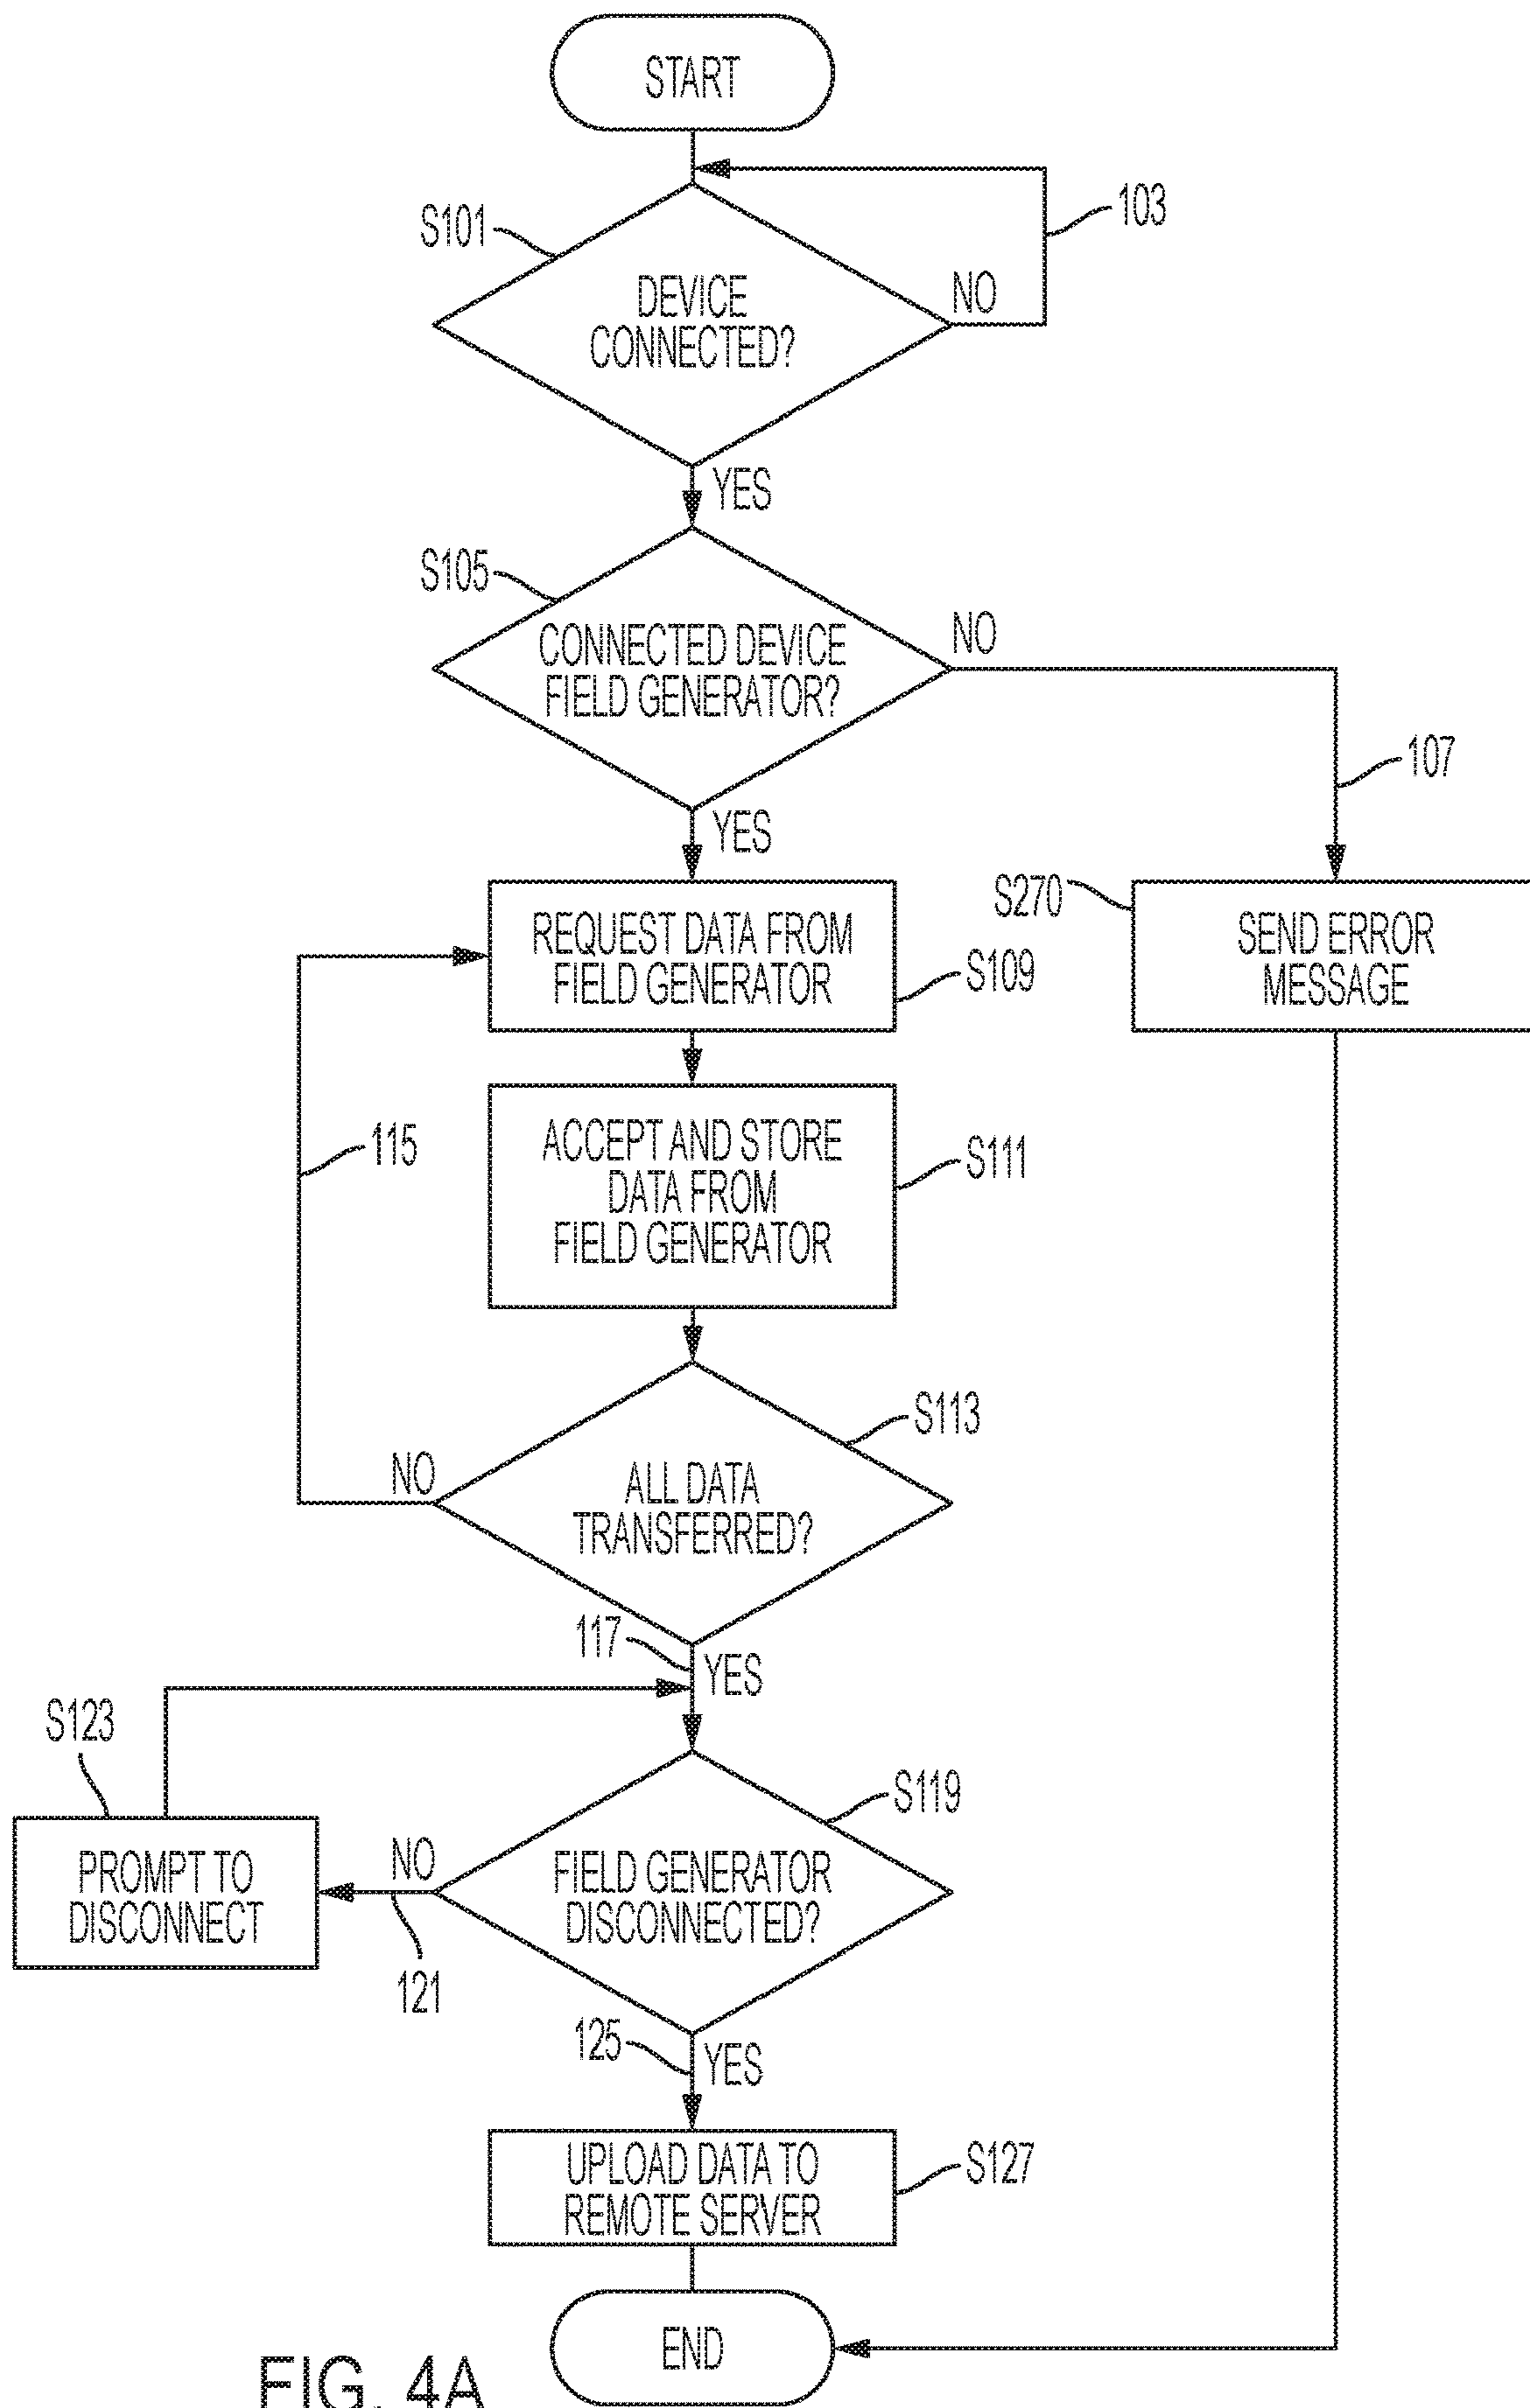 START
103
S101
DEVICE
CONNECTED?
NO
YES
S105
CONNECTED DEVICE
FIELD GENERATOR?
NO
107
YES
REQUEST DATA FROM
FIELD GENERATOR
S109
S270
SEND ERROR
MESSAGE
115
ACCEPT AND STORE
DATA FROM
FIELD GENERATOR
S111
S113
NO
ALL DATA
TRANSFERRED?
117
YES
S123
S119
PROMPT TO
DISCONNECT
NO
121
FIELD GENERATOR
DISCONNECTED?
125
YES
UPLOAD DATA TO
REMOTE SERVER
S127
END
FIG. 4A